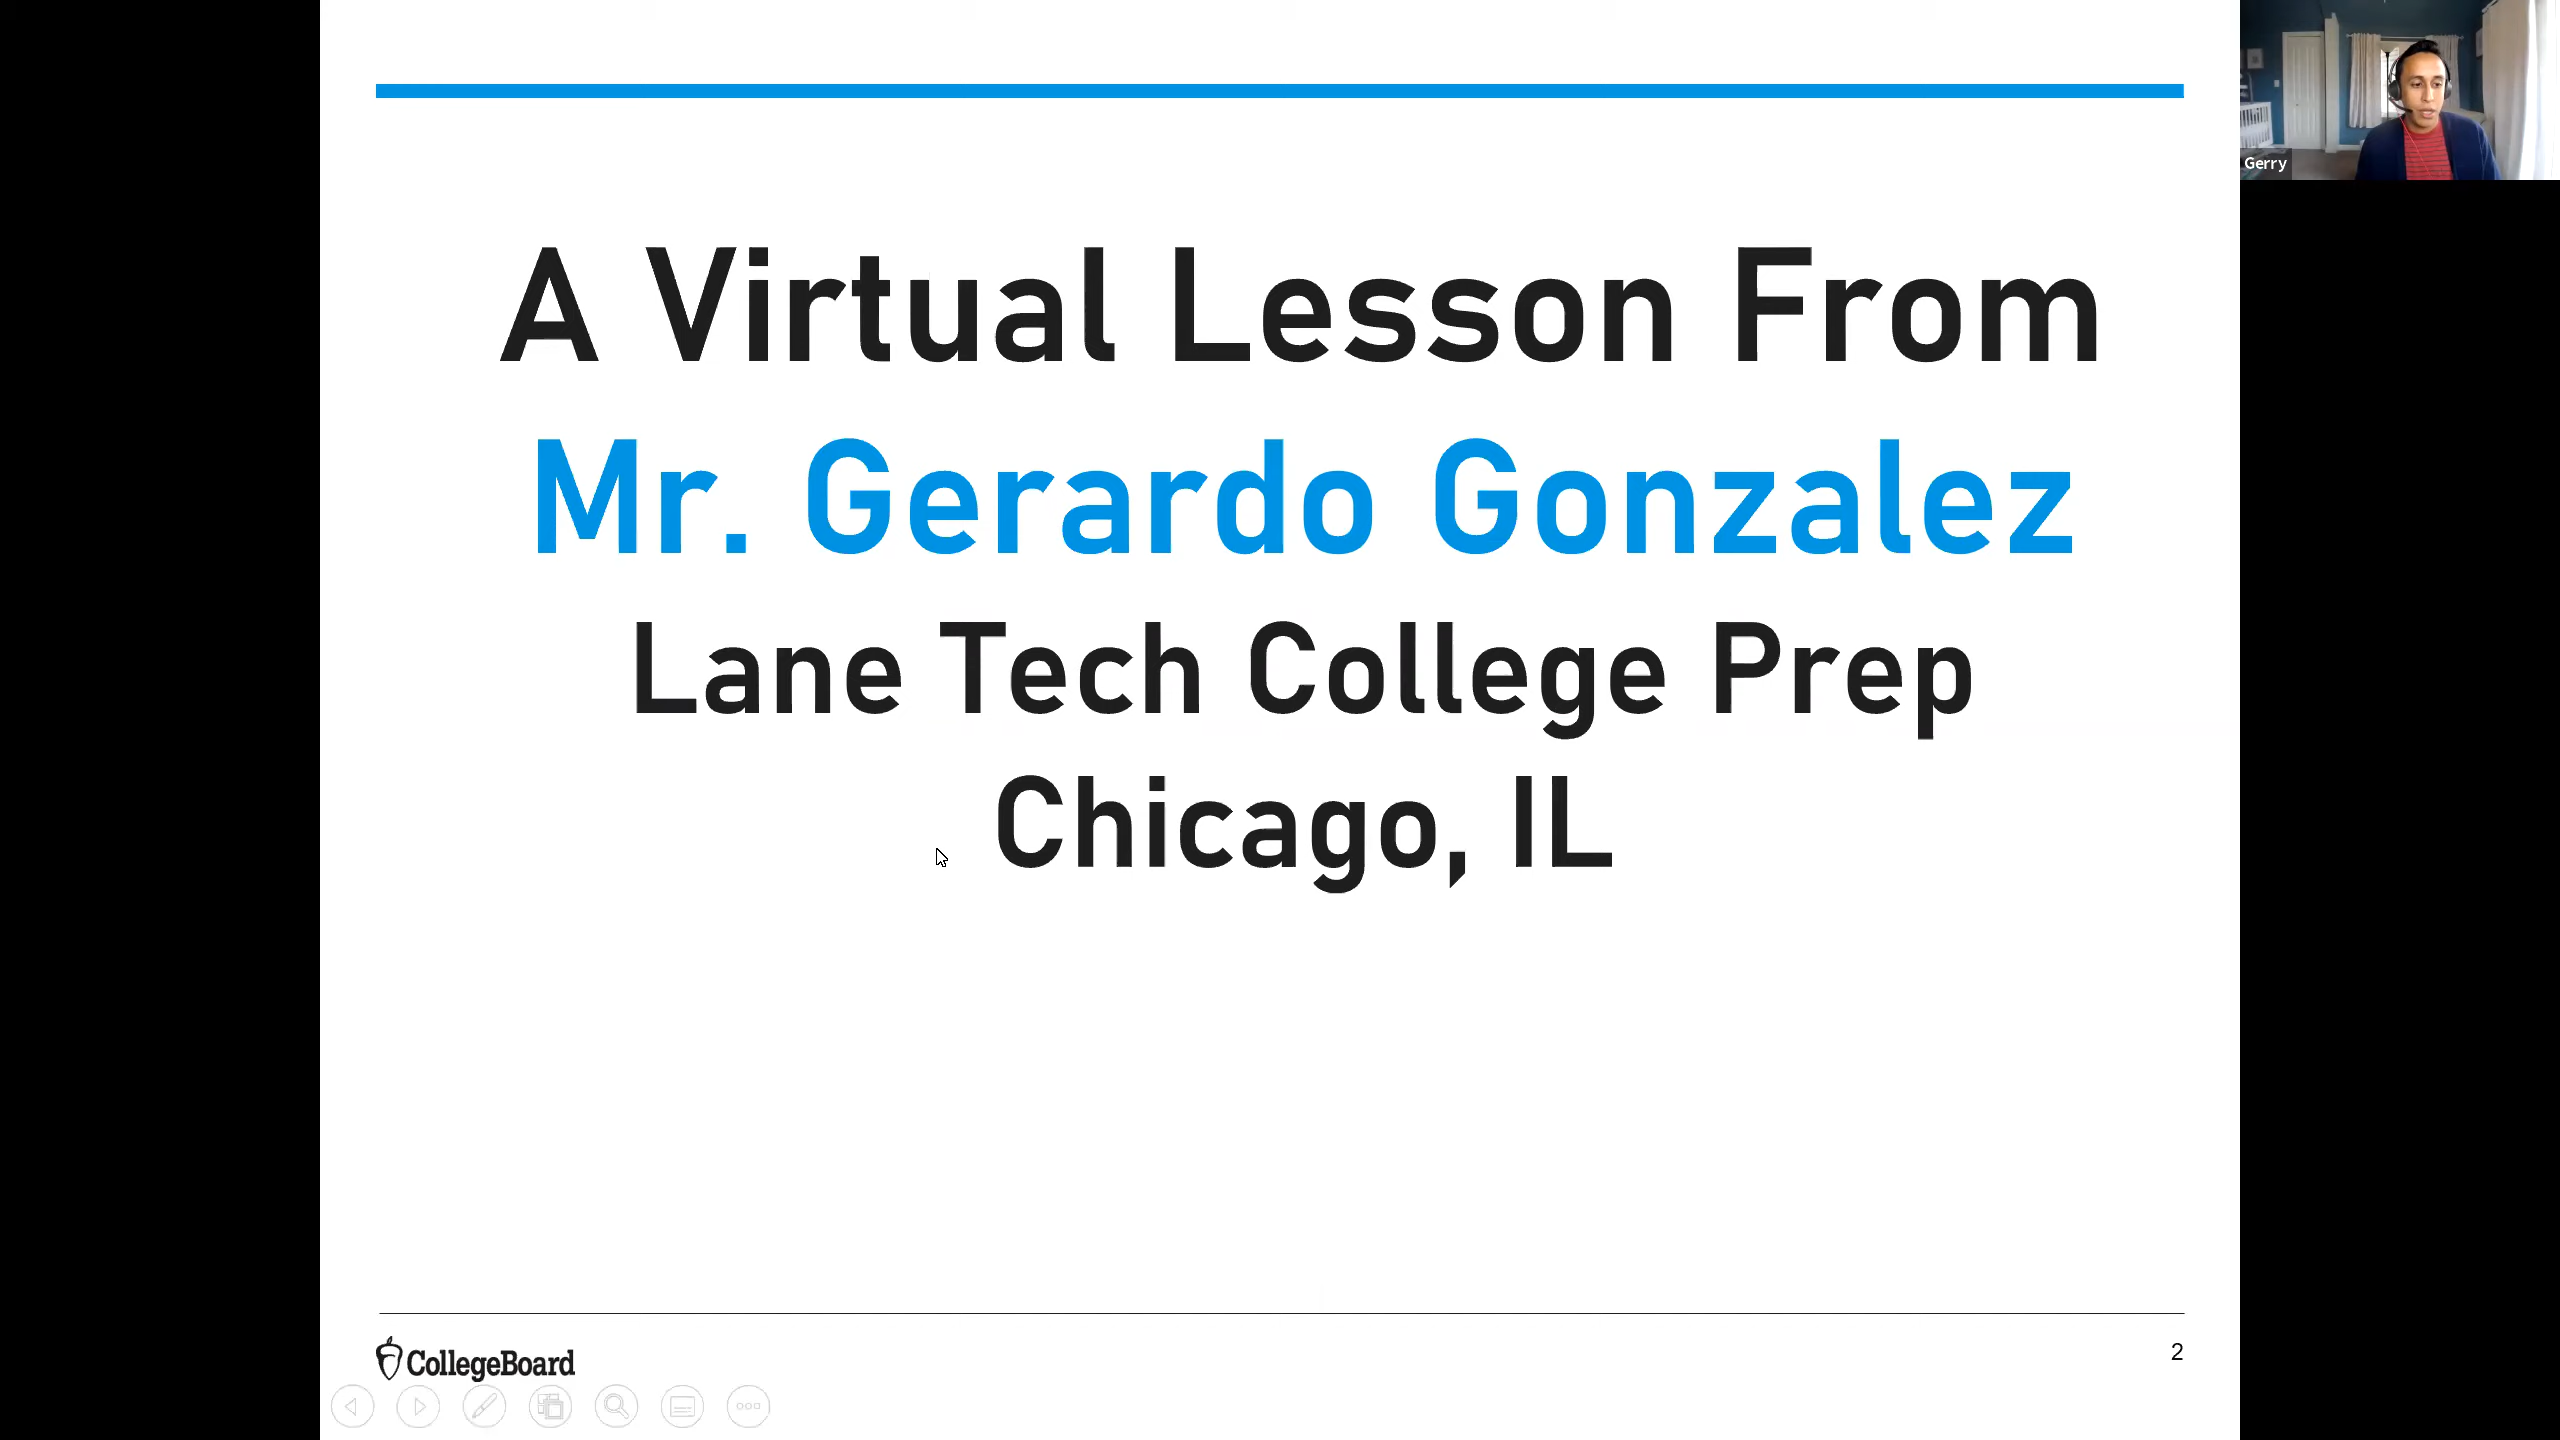 Gerry
A Virtual Lesson From
Mr. Gerardo Gonzalez
Lane Tech College Prep
Chicago, IL
CollegeBoard
2